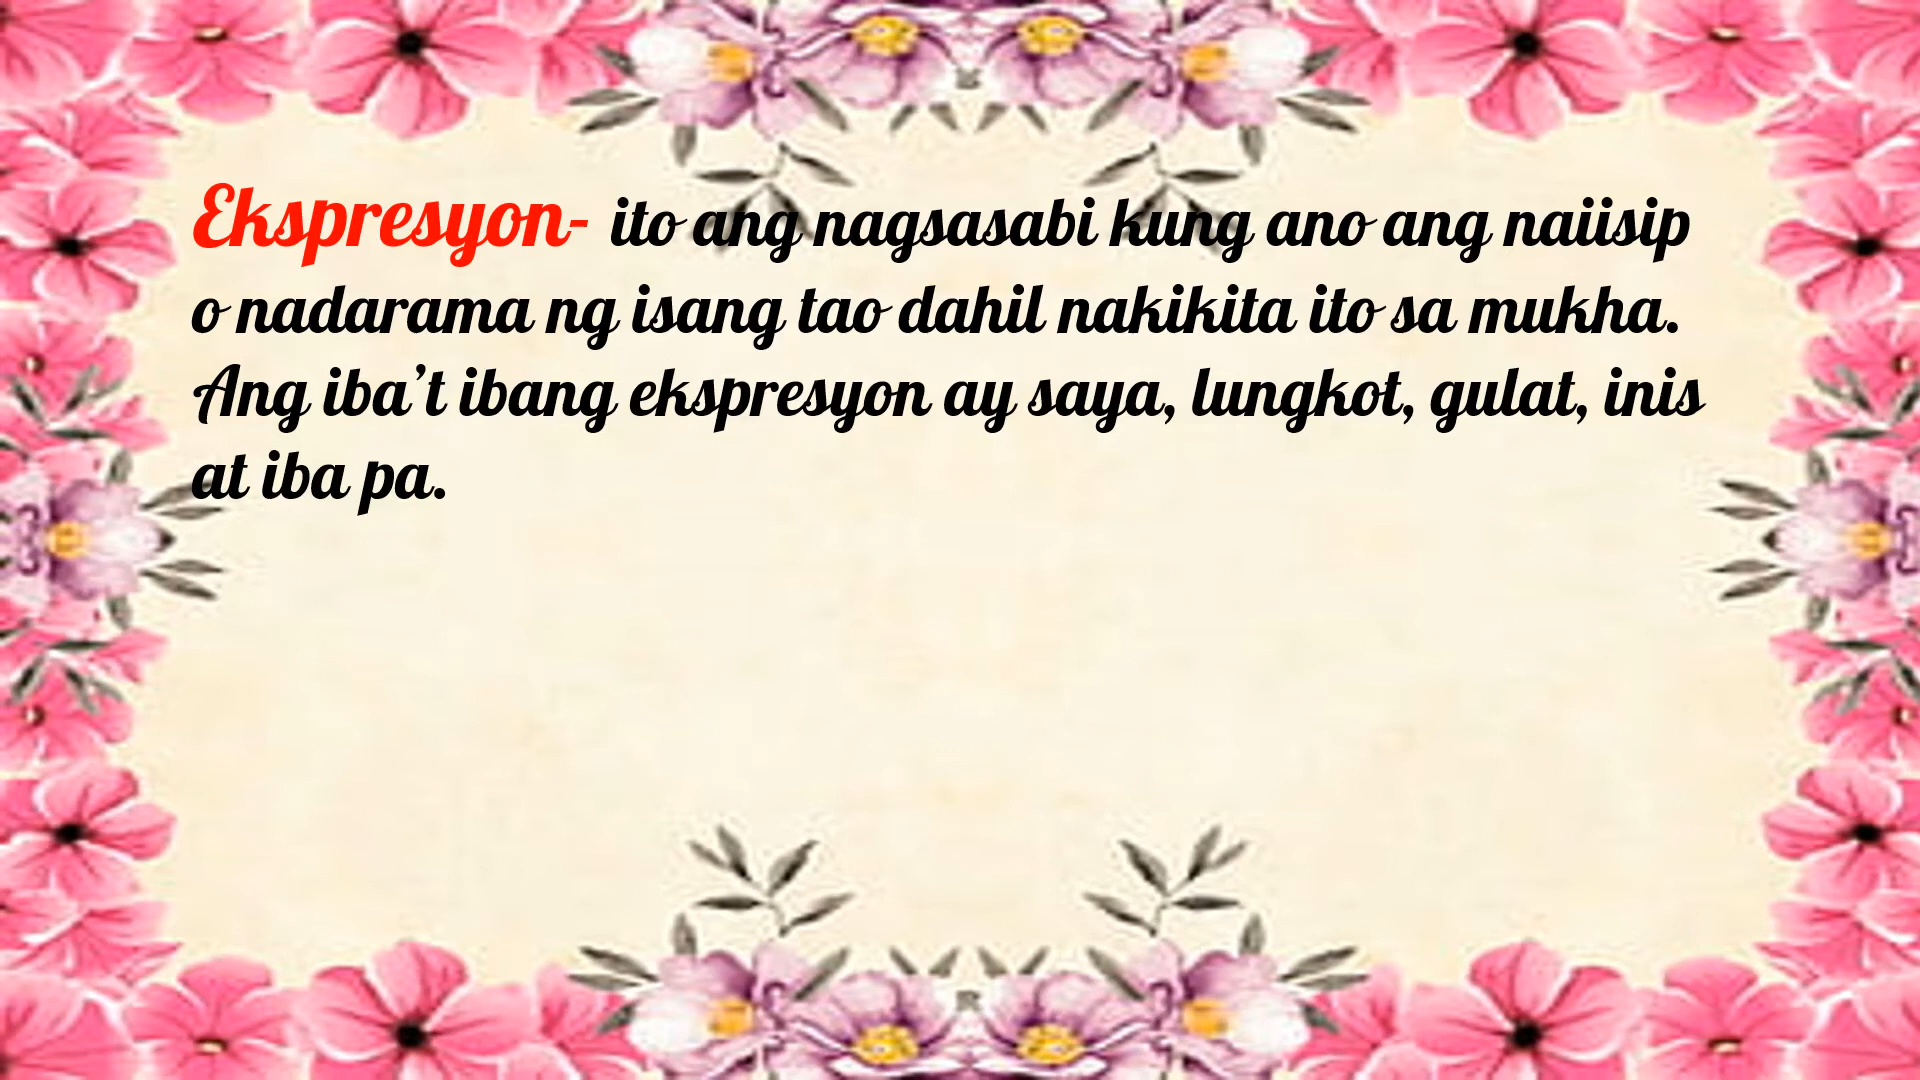 Ekspresyon- ito ang nagsasabi kung ano ang naiisip
o nadarama ng isang tao dahil nakikita ito sa mukha.
Ang iba’t ibang ekspresyon ay saya, lungkot, gulat, inis
at iba pa.